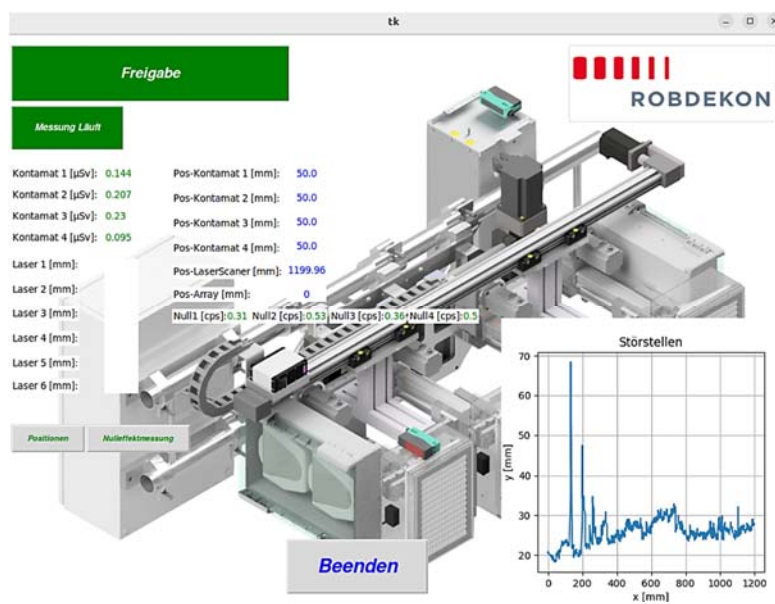 tk
Freigabe
ROBDEKON
Messung Läuft
Kontamat 1 [µSv]: 0.144
Kontamat 2 [µSv]: 0.207
Kontamat 3 [µSv]: 0.23
Kontamat 4 [µSv]: 0.095
Pos-Kontamat 1 [mm]: 50.0
Pos-Kontamat 2 [mm]: 50.0
Pos-Kontamat 3 [mm]: 50.0
Pos-Kontamat 4 [mm]: 50.0
Pos-LaserScaner [mm]: 1199.96
Pos-Array [mm]: 0
Null1 [cps]: 0.31 Null2 [cps]: 0.53 Null3 [cps]: 0.36 Null4 [cps]: 0.5
Laser 1 [mm]:
Laser 2 [mm]:
Laser 3 [mm]:
Laser 4 [mm]:
Laser 5 [mm]:
Laser 6 [mm]:
Positionen Nulleffektmessung
Störstellen
70
60
50
40
30
20
y [mm]
0 200 400 600 800 1000 1200
x [mm]
Beenden